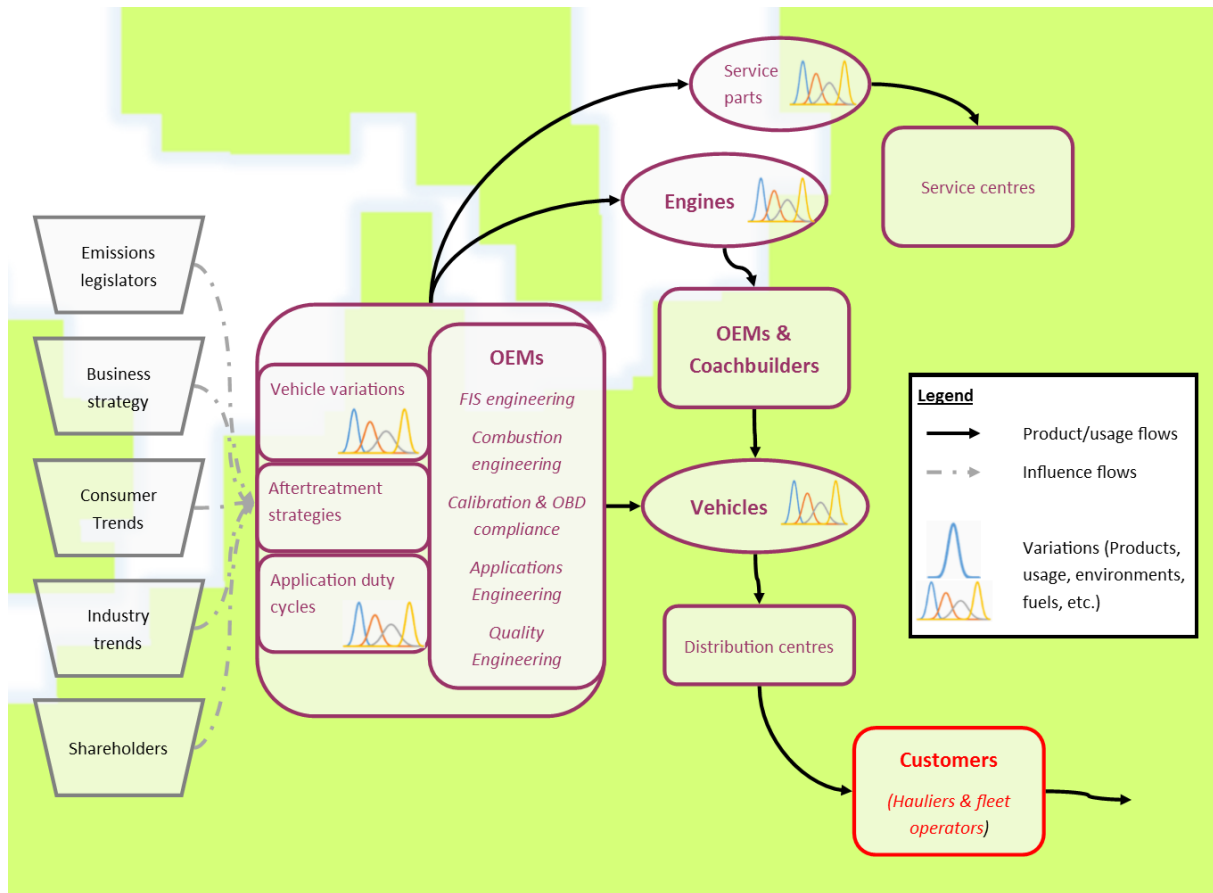 Service
parts
Service centres
Engines
Emissions
legislators
OEMs &
Coachbuilders
OEMs
Business
strategy
Vehicle variations
FIS engineering
Combustion
engineering
Legend
Product/usage flows
Influence flows
Variations (Products,
usage, environments,
fuels, etc.)
Consumer
Trends
Aftertreatment
strategies
Calibration & OBD
compliance
Vehicles
Industry
trends
Application duty
cycles
Applications
Engineering
Quality
Engineering
Distribution centres
Shareholders
Customers
(Hauliers & fleet
operators)